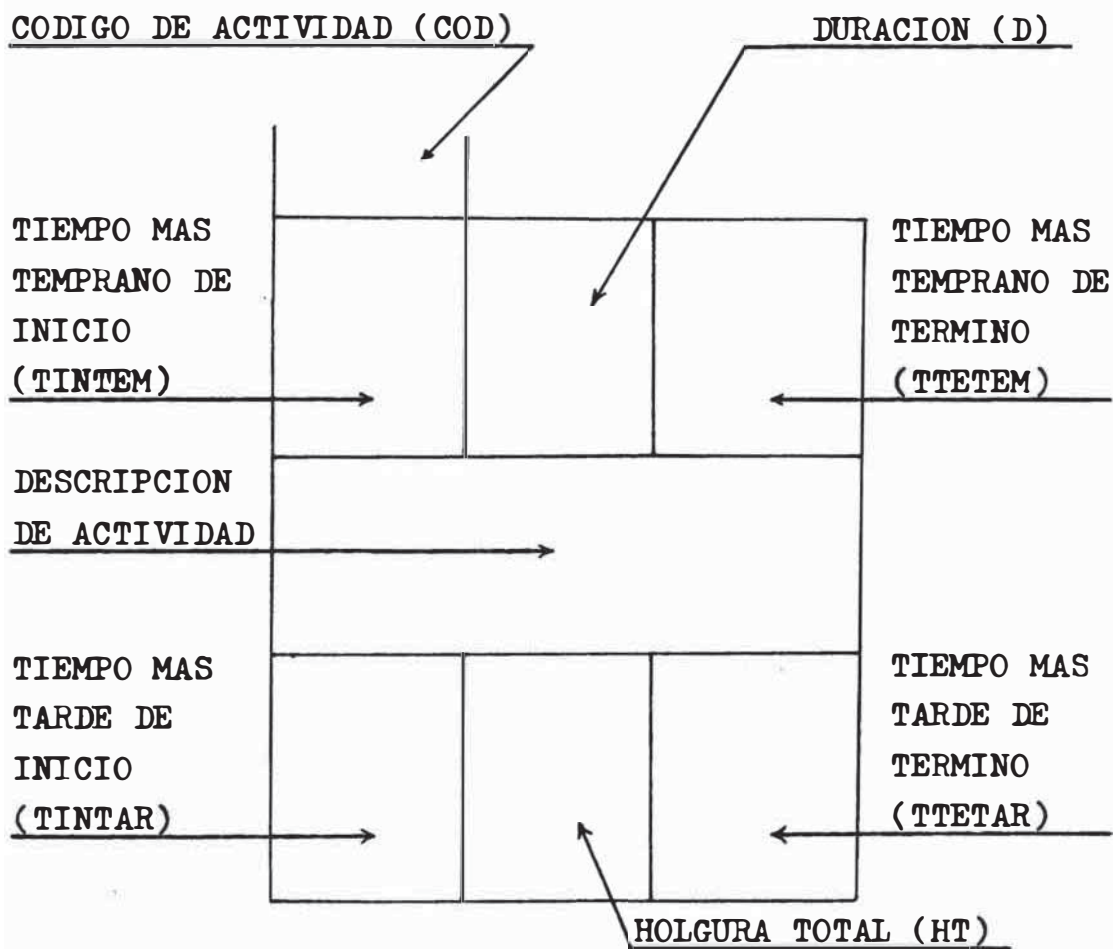 CODIGO DE ACTIVIDAD (COD)
DURACION (D)
TIEMPO MAS
TEMPRANO DE
INICIO
(TINTEM)
TIEMPO MAS
TEMPRANO DE
TERMINO
(TTETEM)
DESCRIPCION
DE ACTIVIDAD
TIEMPO MAS
TARDE DE
INICIO
(TINTAR)
TIEMPO MAS
TARDE DE
TERMINO
(TTETAR)
HOLGURA TOTAL (HT)